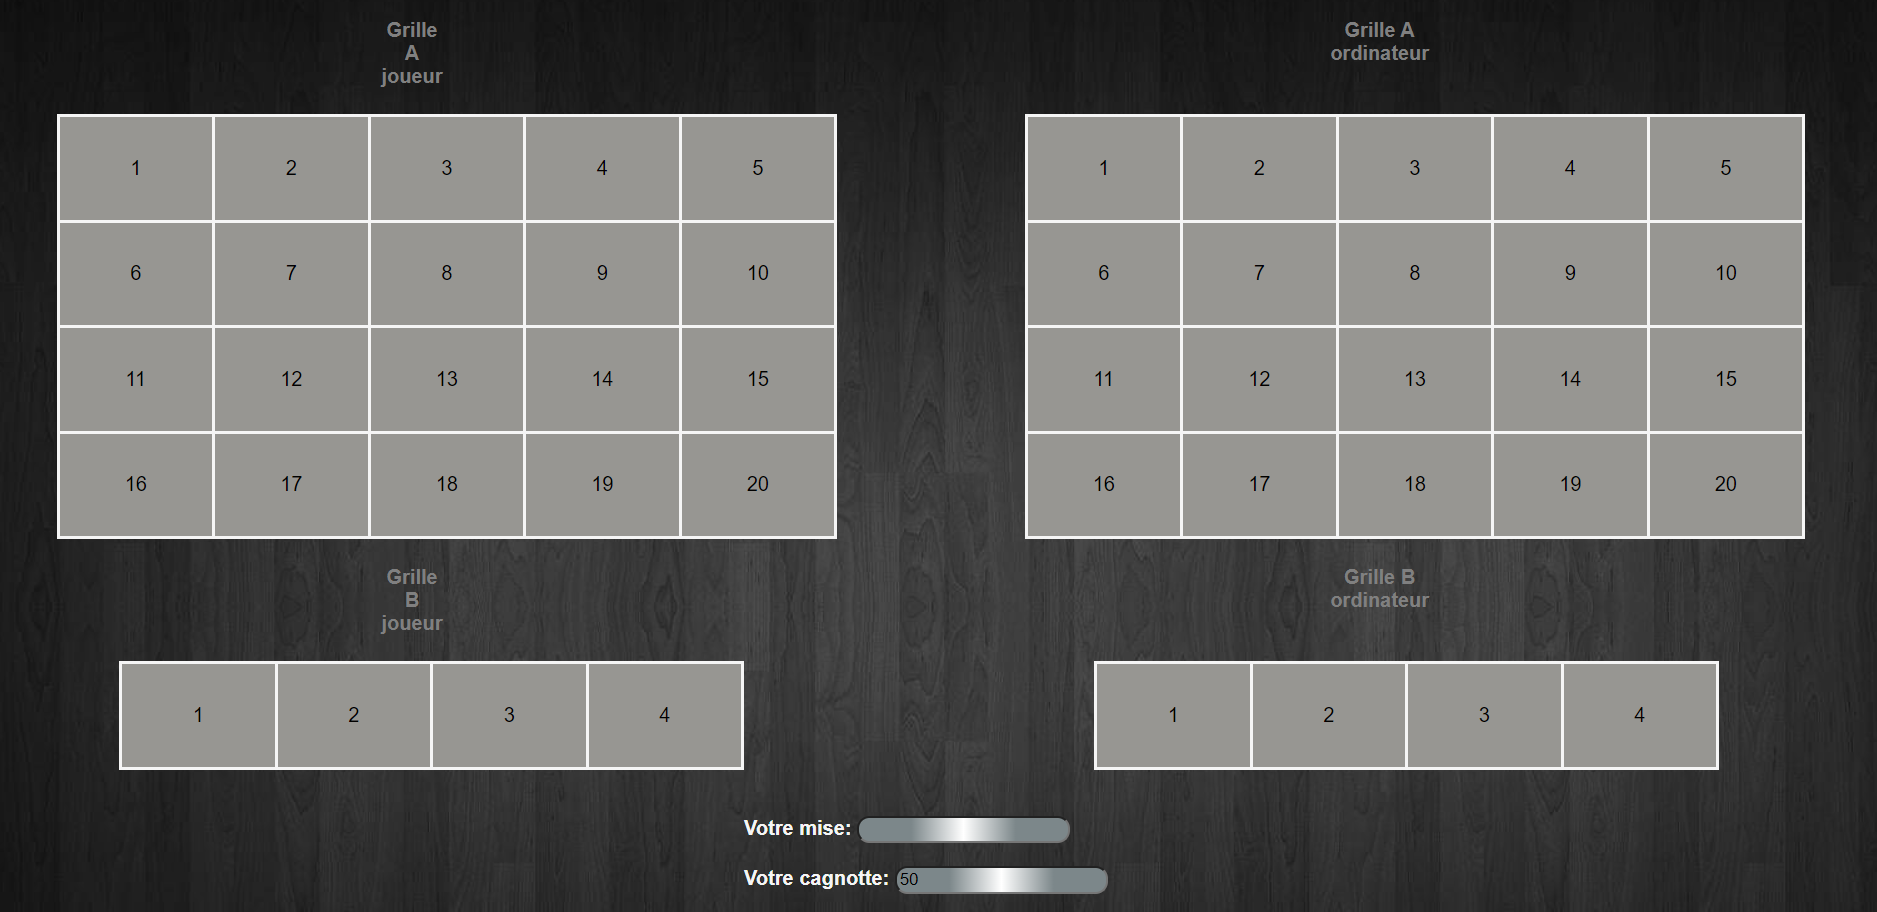 Grille
A
joueur
Grille A
ordinateur
1 2 3 4 5
6 7 8 9 10
11 12 13 14 15
16 17 18 19 20
1 2 3 4 5
6 7 8 9 10
11 12 13 14 15
16 17 18 19 20
Grille
B
joueur
Grille B
ordinateur
1 2 3 4
1 2 3 4
Votre mise:
Votre cagnotte: 50